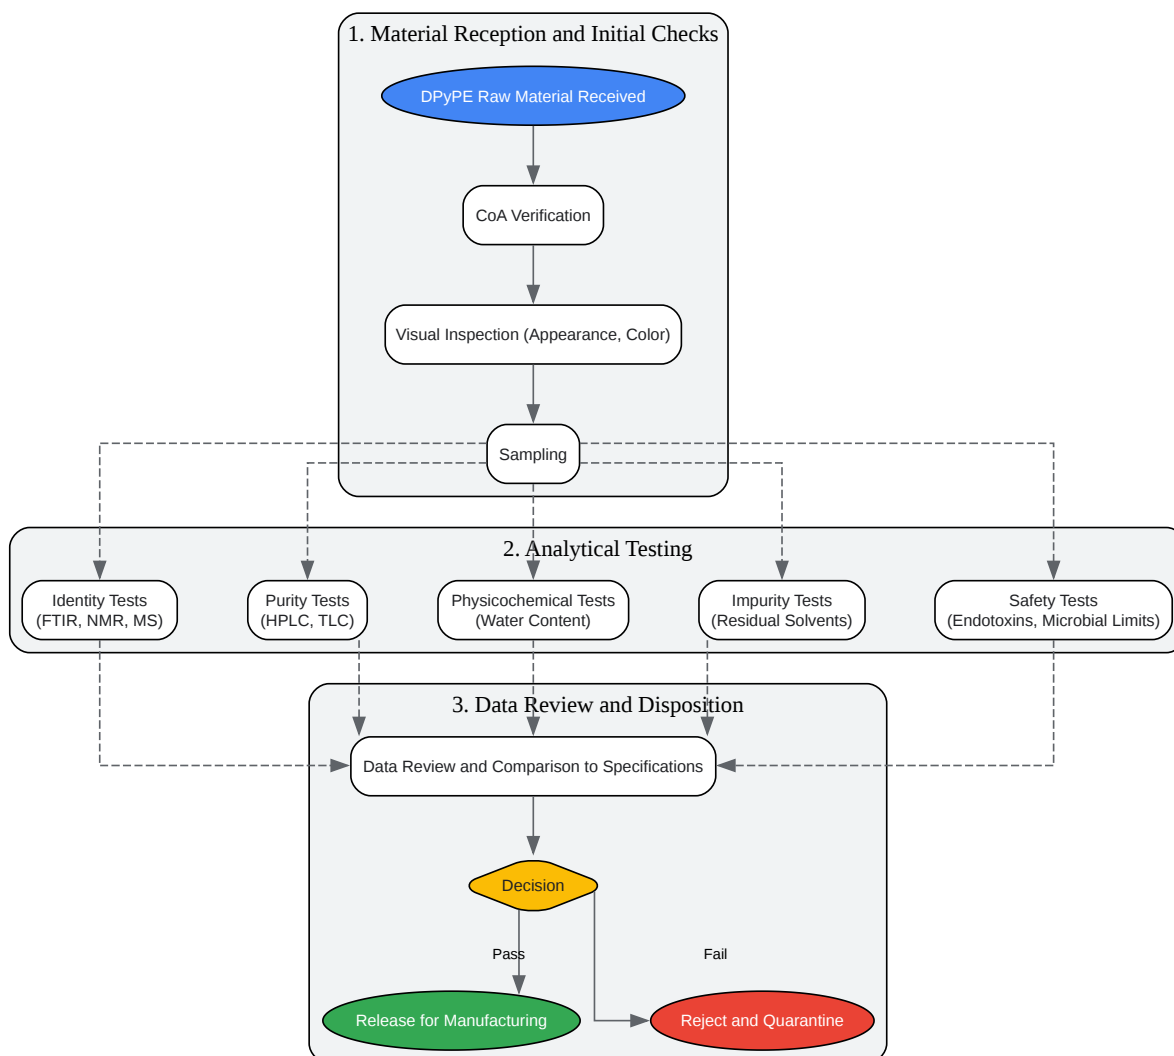 1. Material Reception and Initial Checks
DPyPE Raw Material Received
CoA Verification
Visual Inspection (Appearance, Color)
Sampling
2. Analytical Testing
Identity Tests
(FTIR, NMR, MS)
Purity Tests
(HPLC, TLC)
Physicochemical Tests
(Water Content)
Impurity Tests
(Residual Solvents)
Safety Tests
(Endotoxins, Microbial Limits)
3. Data Review and Disposition
Data Review and Comparison to Specifications
Decision
Pass
Fail
Release for Manufacturing
Reject and Quarantine